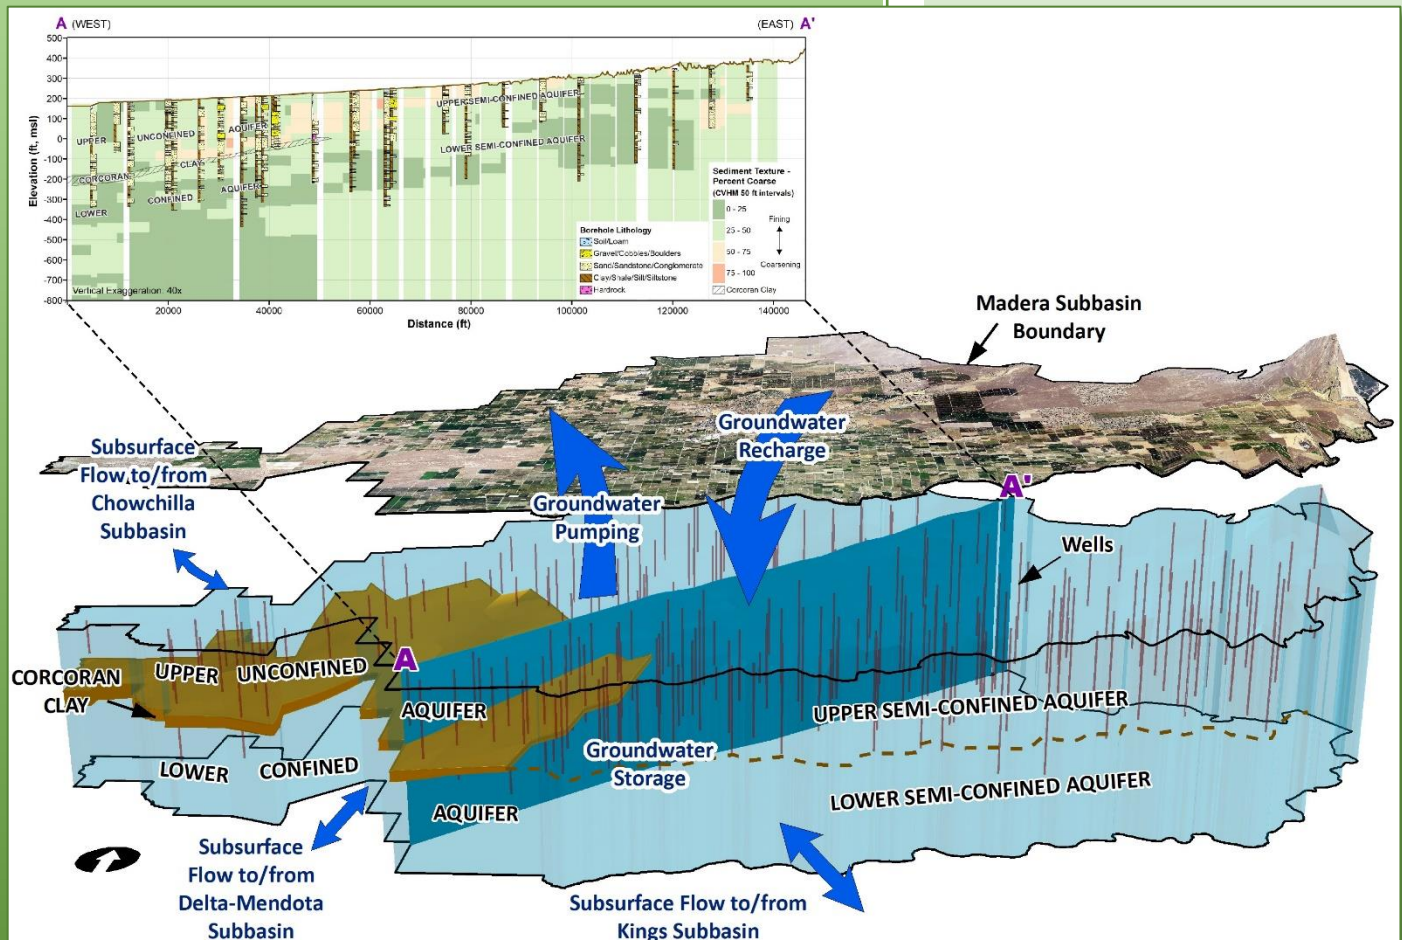 A (WEST)
(EAST) A'
500
400
300
200
100
0
-100
-200
-300
-400
-500
-600
-700
-800
Elevation (ft, msl)
UPPER UNCONFINED AQUIFER
CORCORAN CLAY
LOWER CONFINED AQUIFER
UPPER SEMI-CONFINED AQUIFER
LOWER SEMI-CONFINED AQUIFER
Borehole Lithology
Soil/Loam
Gravel/Cobbles/Boulders
Sand/Sandstone/Conglomerate
Clay/Shale/Silt/Siltstone
Hardrock
Sediment Texture -
Percent Coarse
(CVHM 50 ft intervals)
0 - 25
25 - 50
50 - 75
75 - 100
Fining
Coarsening
Corcoran Clay
Vertical Exaggeration: 40x
20000 40000 60000 80000 100000 120000 140000
Distance (ft)
Madera Subbasin
Boundary
Subsurface
Flow to/from
Chowchilla
Subbasin
Groundwater
Pumping
Groundwater
Recharge
A'
Wells
A
CORCORAN
CLAY
UPPER UNCONFINED
AQUIFER
LOWER CONFINED
AQUIFER
Groundwater
Storage
UPPER SEMI-CONFINED AQUIFER
LOWER SEMI-CONFINED AQUIFER
Subsurface
Flow to/from
Delta-Mendota
Subbasin
Subsurface Flow to/from
Kings Subbasin